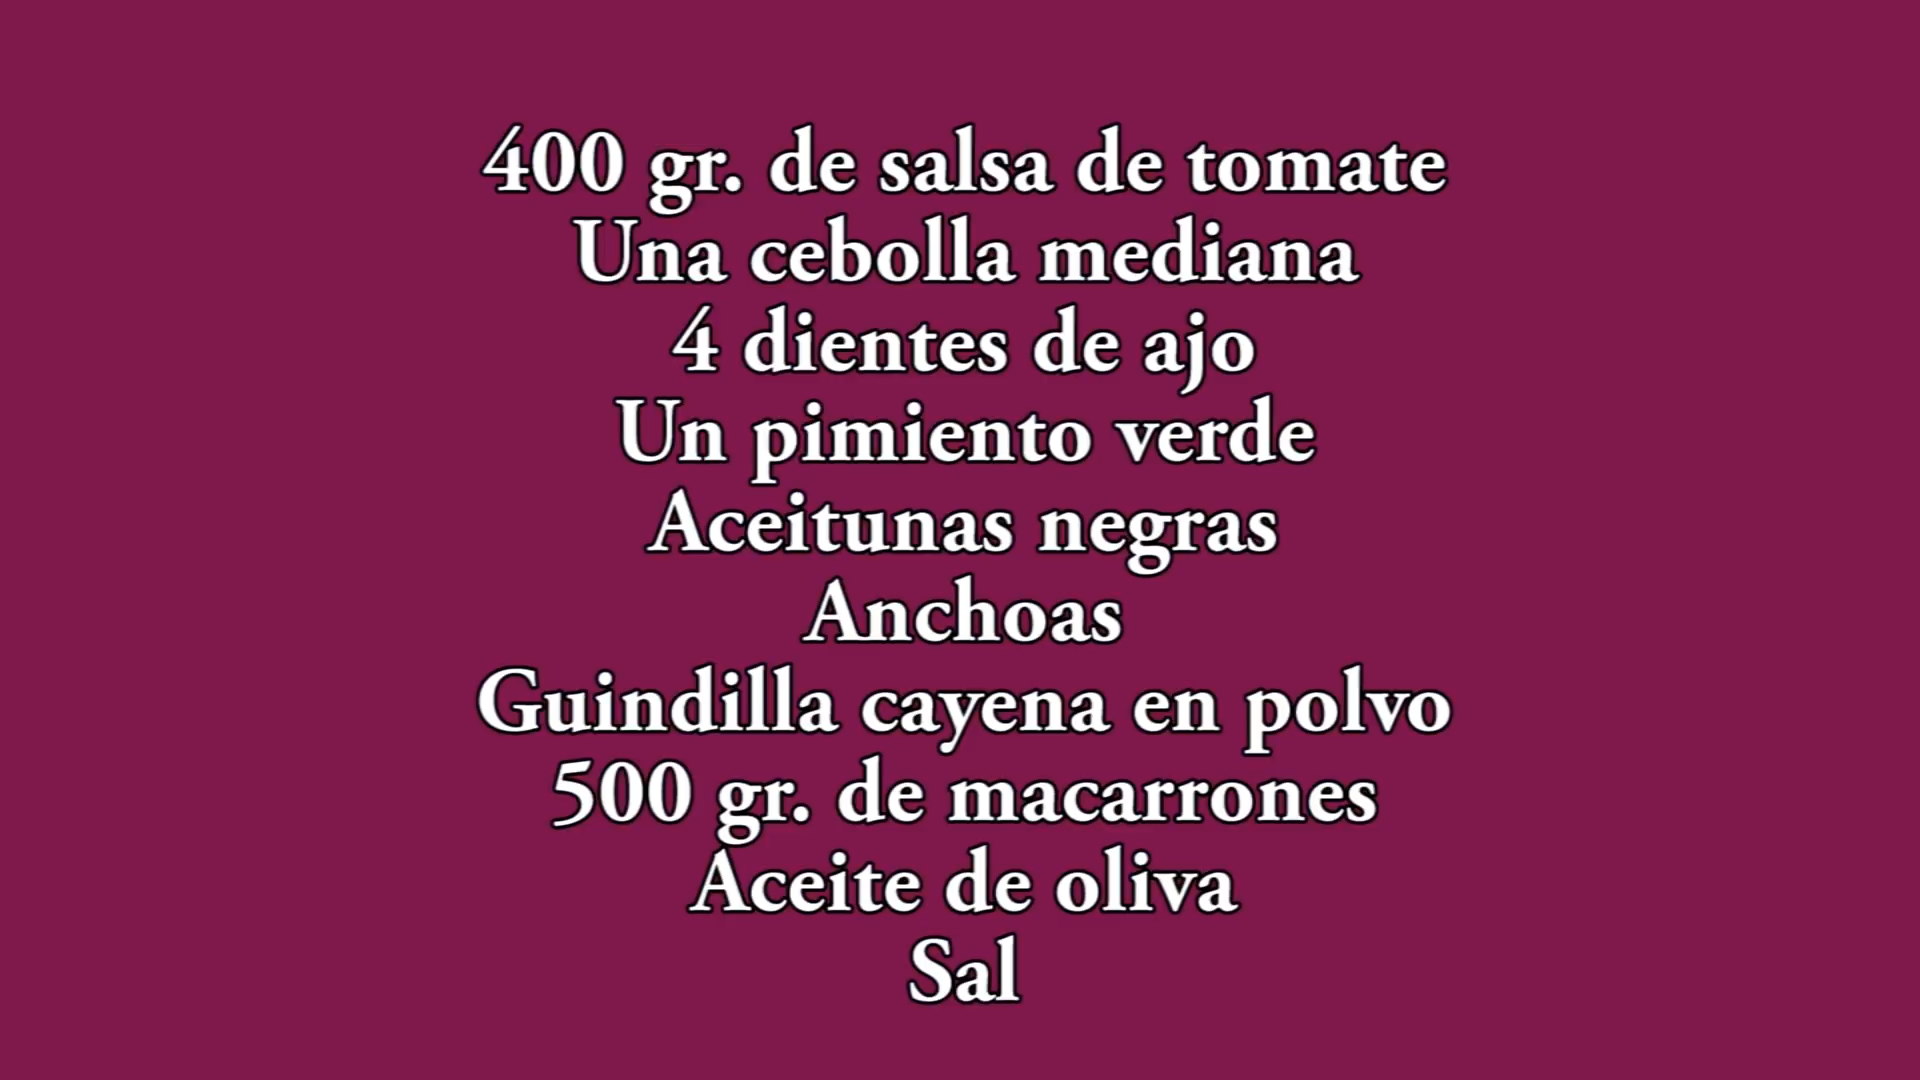 400 gr. de salsa de tomate
Una cebolla mediana
4 dientes de ajo
Un pimiento verde
Aceitunas negras
Anchoas
Guindilla cayena en polvo
500 gr. de macarrones
Aceite de oliva
Sal